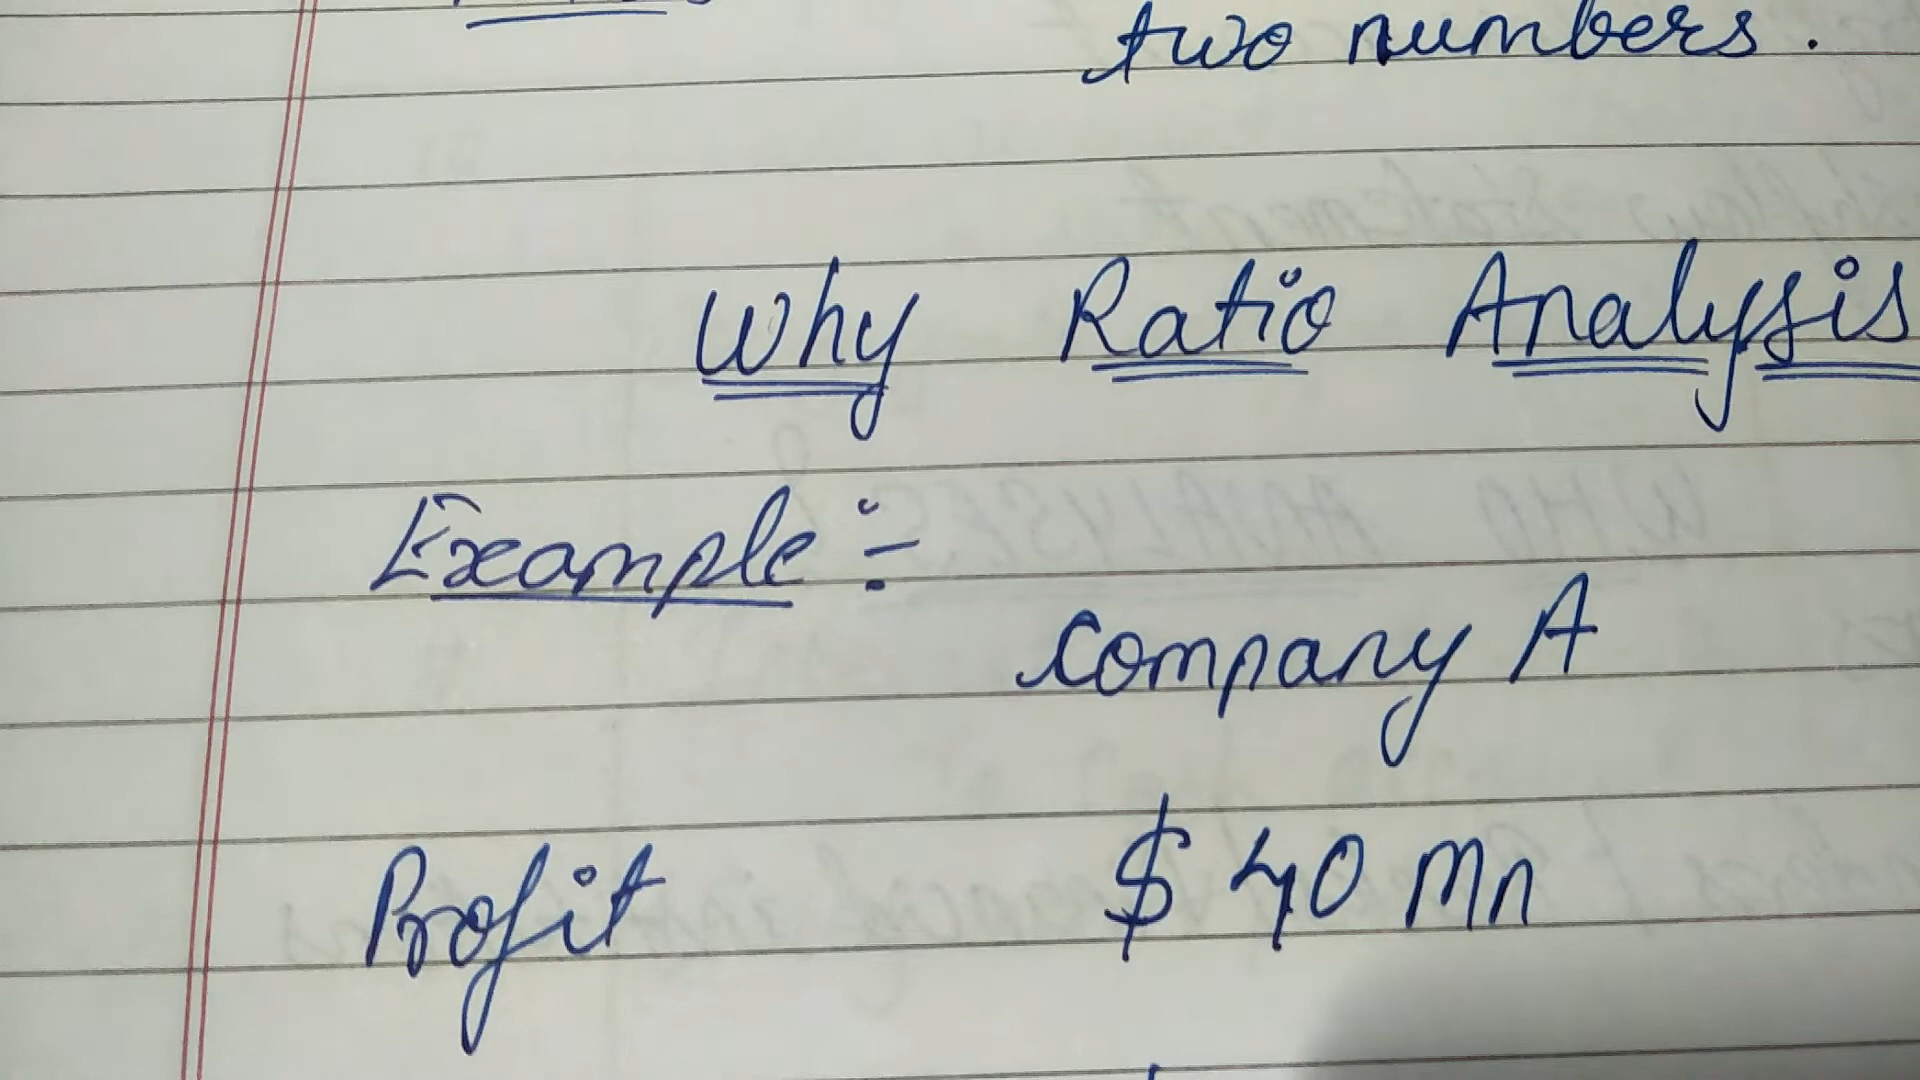 two numbers.
Why Ratio Analysis
Example :-
Company A
Profit $ 40 Mn